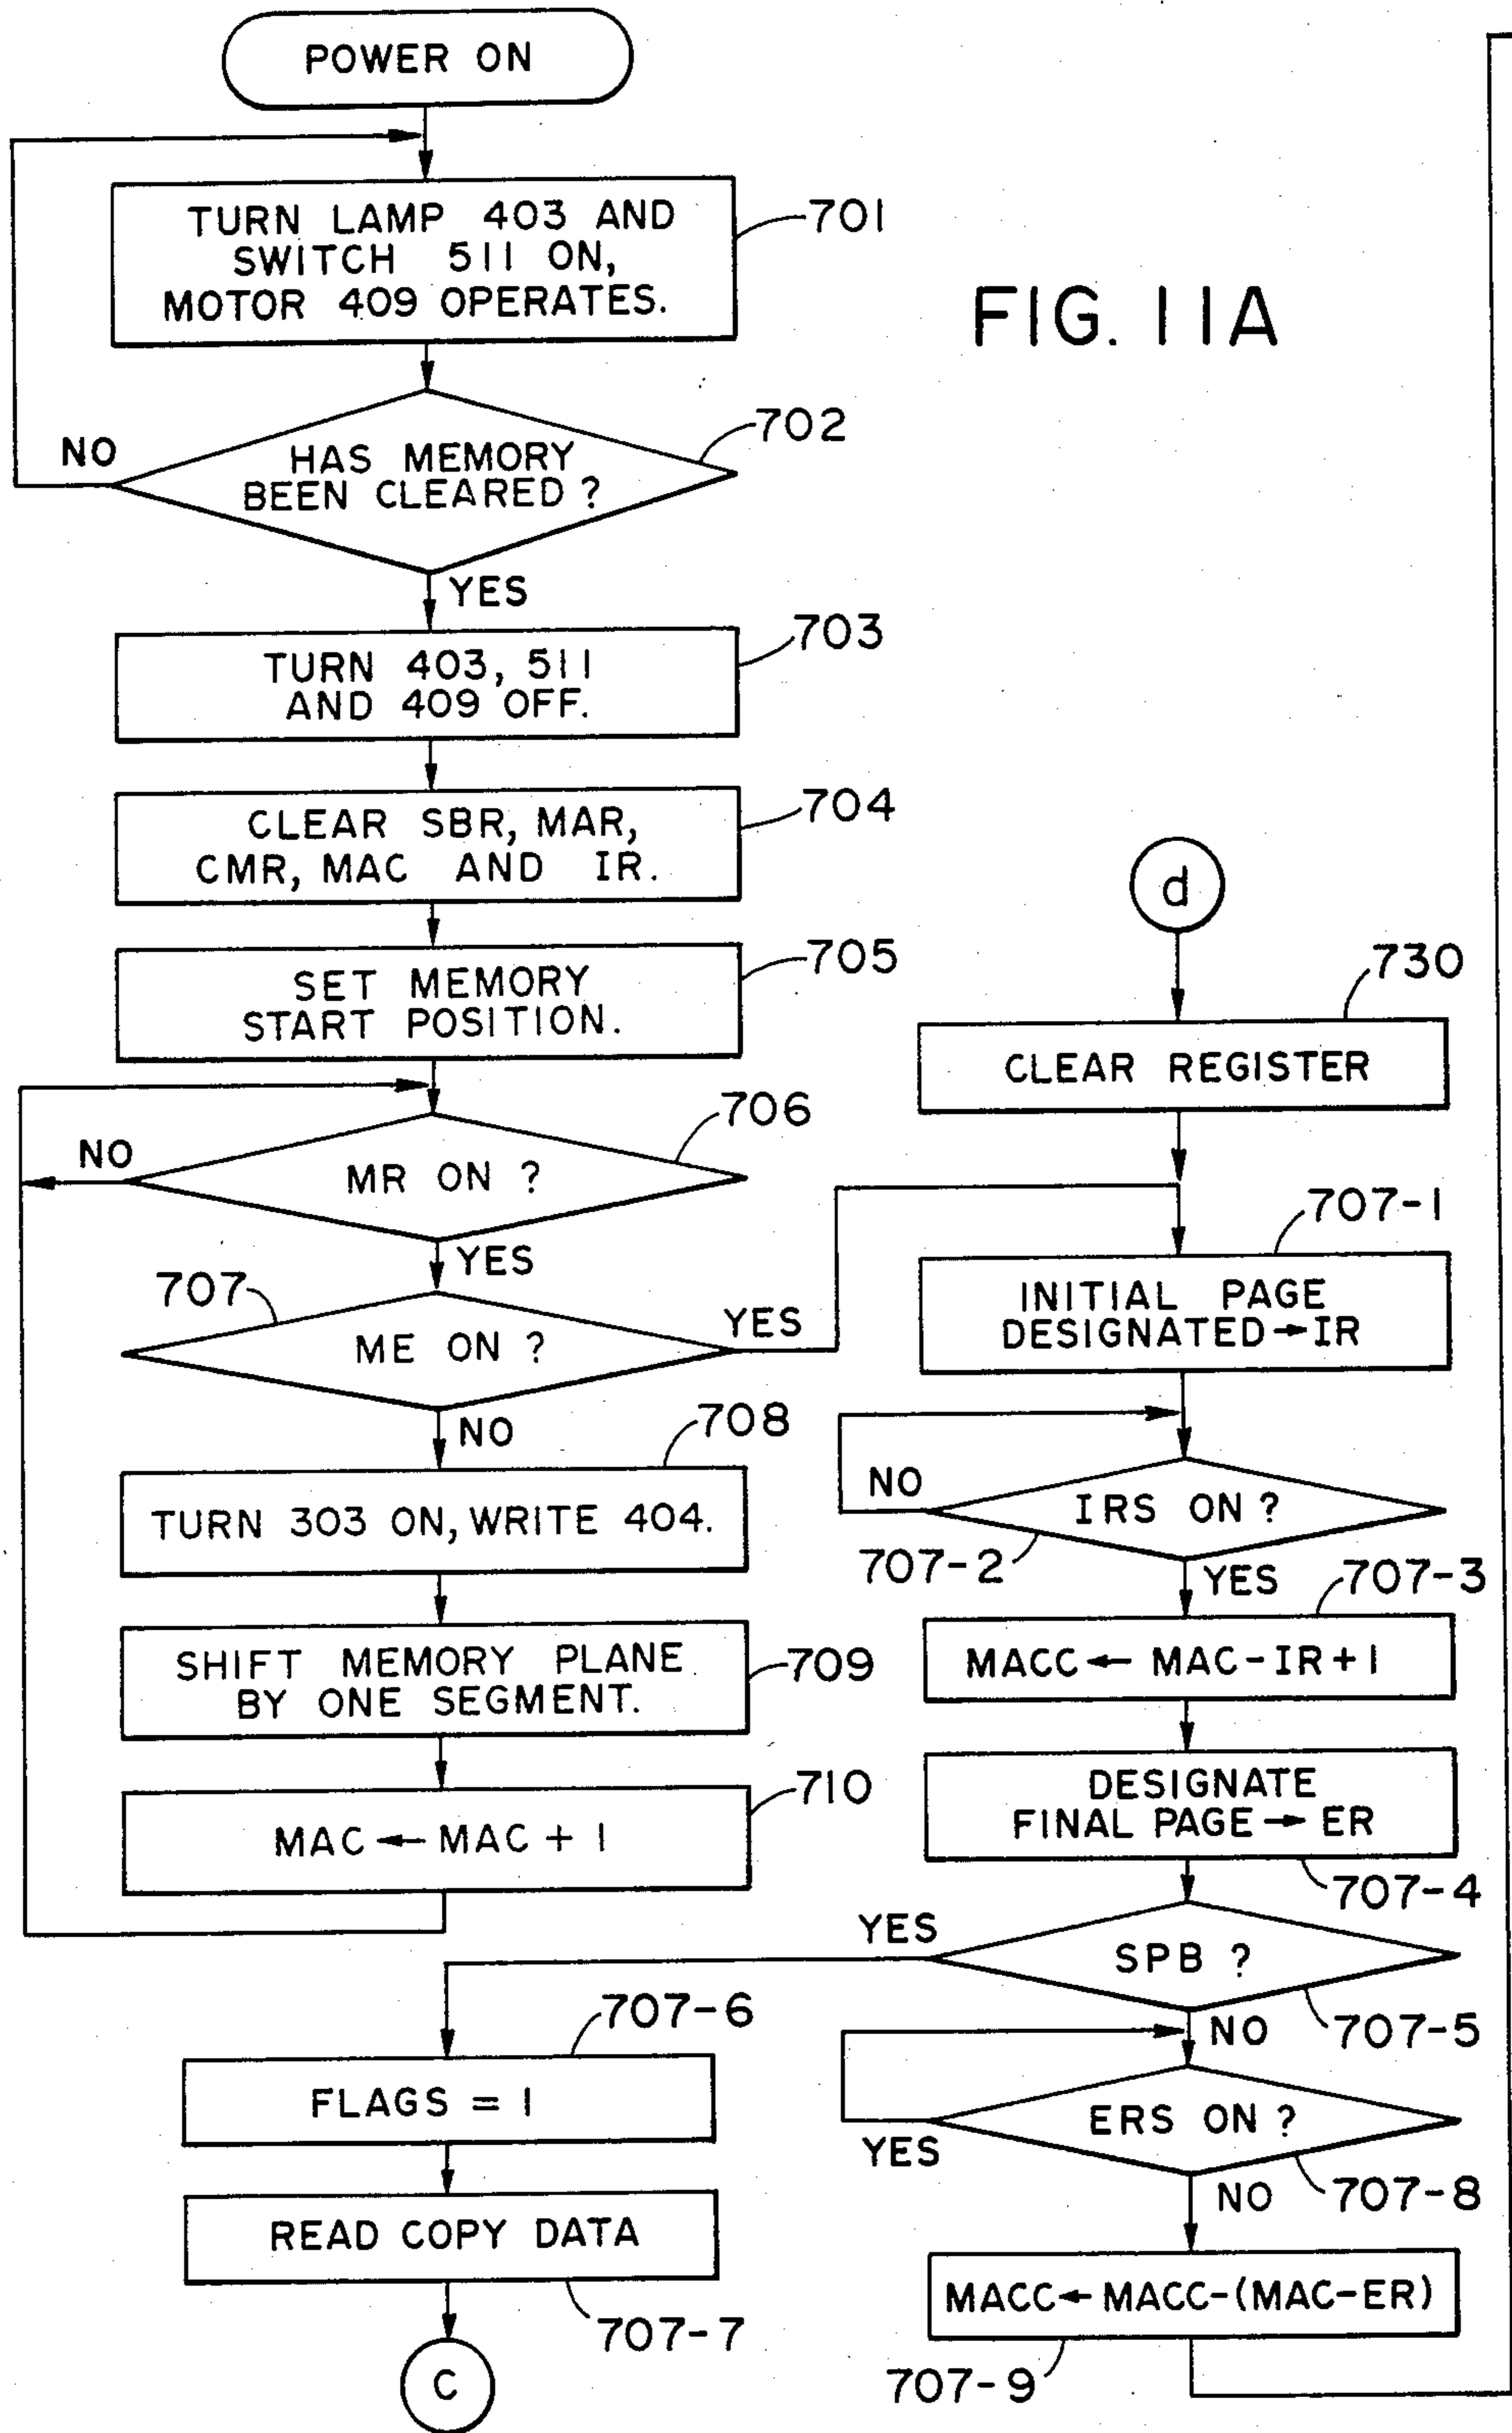 POWER ON
TURN LAMP 403 AND
SWITCH 511 ON,
MOTOR 409 OPERATES.
701
FIG. 11A
HAS MEMORY
BEEN CLEARED ?
702
NO
YES
TURN 403, 511
AND 409 OFF.
703
CLEAR SBR, MAR,
CMR, MAC AND IR.
704
SET MEMORY
START POSITION.
705
MR ON ?
706
NO
YES
ME ON ?
707
YES
NO
TURN 303 ON, WRITE 404.
708
SHIFT MEMORY PLANE
BY ONE SEGMENT.
709
MAC ← MAC + 1
710
d
CLEAR REGISTER
730
INITIAL PAGE
DESIGNATED → IR
707-1
IRS ON ?
NO
707-2
YES
MACC ← MAC-IR+1
707-3
DESIGNATE
FINAL PAGE → ER
707-4
SPB ?
YES
NO
707-5
FLAGS = 1
707-6
READ COPY DATA
707-7
C
ERS ON ?
YES
NO
707-8
MACC ← MACC-(MAC-ER)
707-9